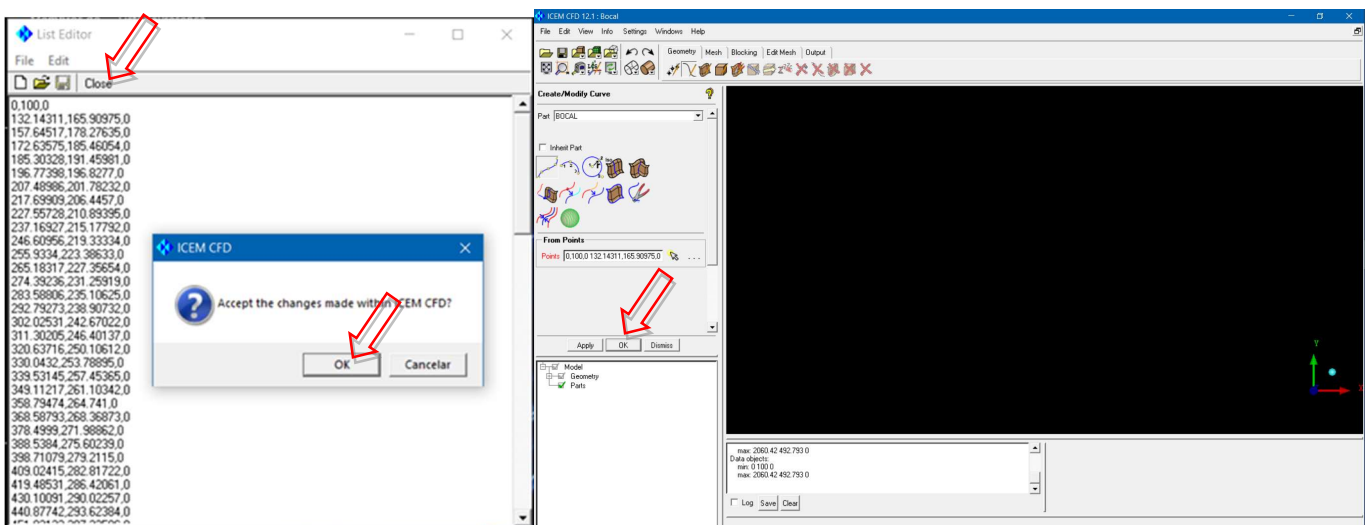 List Editor
File Edit
Close
0,100,0
132.14311,165.90975,0
157.64517,178.27635,0
172.63575,185.46054,0
185.30328,191.45981,0
196.77398,196.8277,0
207.48986,201.78232,0
217.69909,206.4457,0
227.55728,210.89395,0
237.16927,215.17792,0
246.60956,219.33334,0
255.9334,223.38633,0
265.18317,227.35654,0
274.39236,231.25919,0
283.58806,235.10625,0
292.79273,238.90732,0
302.02531,242.67022,0
311.30205,246.40137,0
320.63716,250.10612,0
330.0432,253.78895,0
339.53145,257.45365,0
349.11217,261.10342,0
358.79474,264.741,0
368.58793,268.36873,0
378.4999,271.98862,0
388.5384,275.60239,0
398.71079,279.2115,0
409.02415,282.81722,0
419.48531,286.42061,0
430.10091,290.02257,0
440.87742,293.62384,0
ICEM CFD
Accept the changes made within ICEM CFD?
OK Cancelar
ICEM CFD 12.1 : Bocal
File Edit View Info Settings Windows Help
Geometry Mesh Blocking Edit Mesh Output
Create/Modify Curve
Part BOCAL
Inherit Part
From Points
Points 0,100,0 132.14311,165.90975,0 ...
Apply OK Dismiss
Model
Geometry
Parts
Y
X
max: 2060.42 492.793 0
Data objects:
min: 0 100 0
max: 2060.42 492.793 0
Log Save Clear